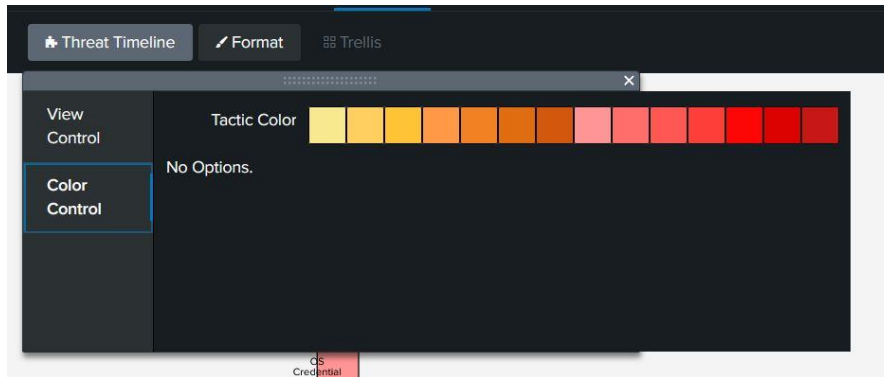 Threat Timeline
Format
Trellis
View
Control
Tactic Color
No Options.
Color
Control
OS
Credential